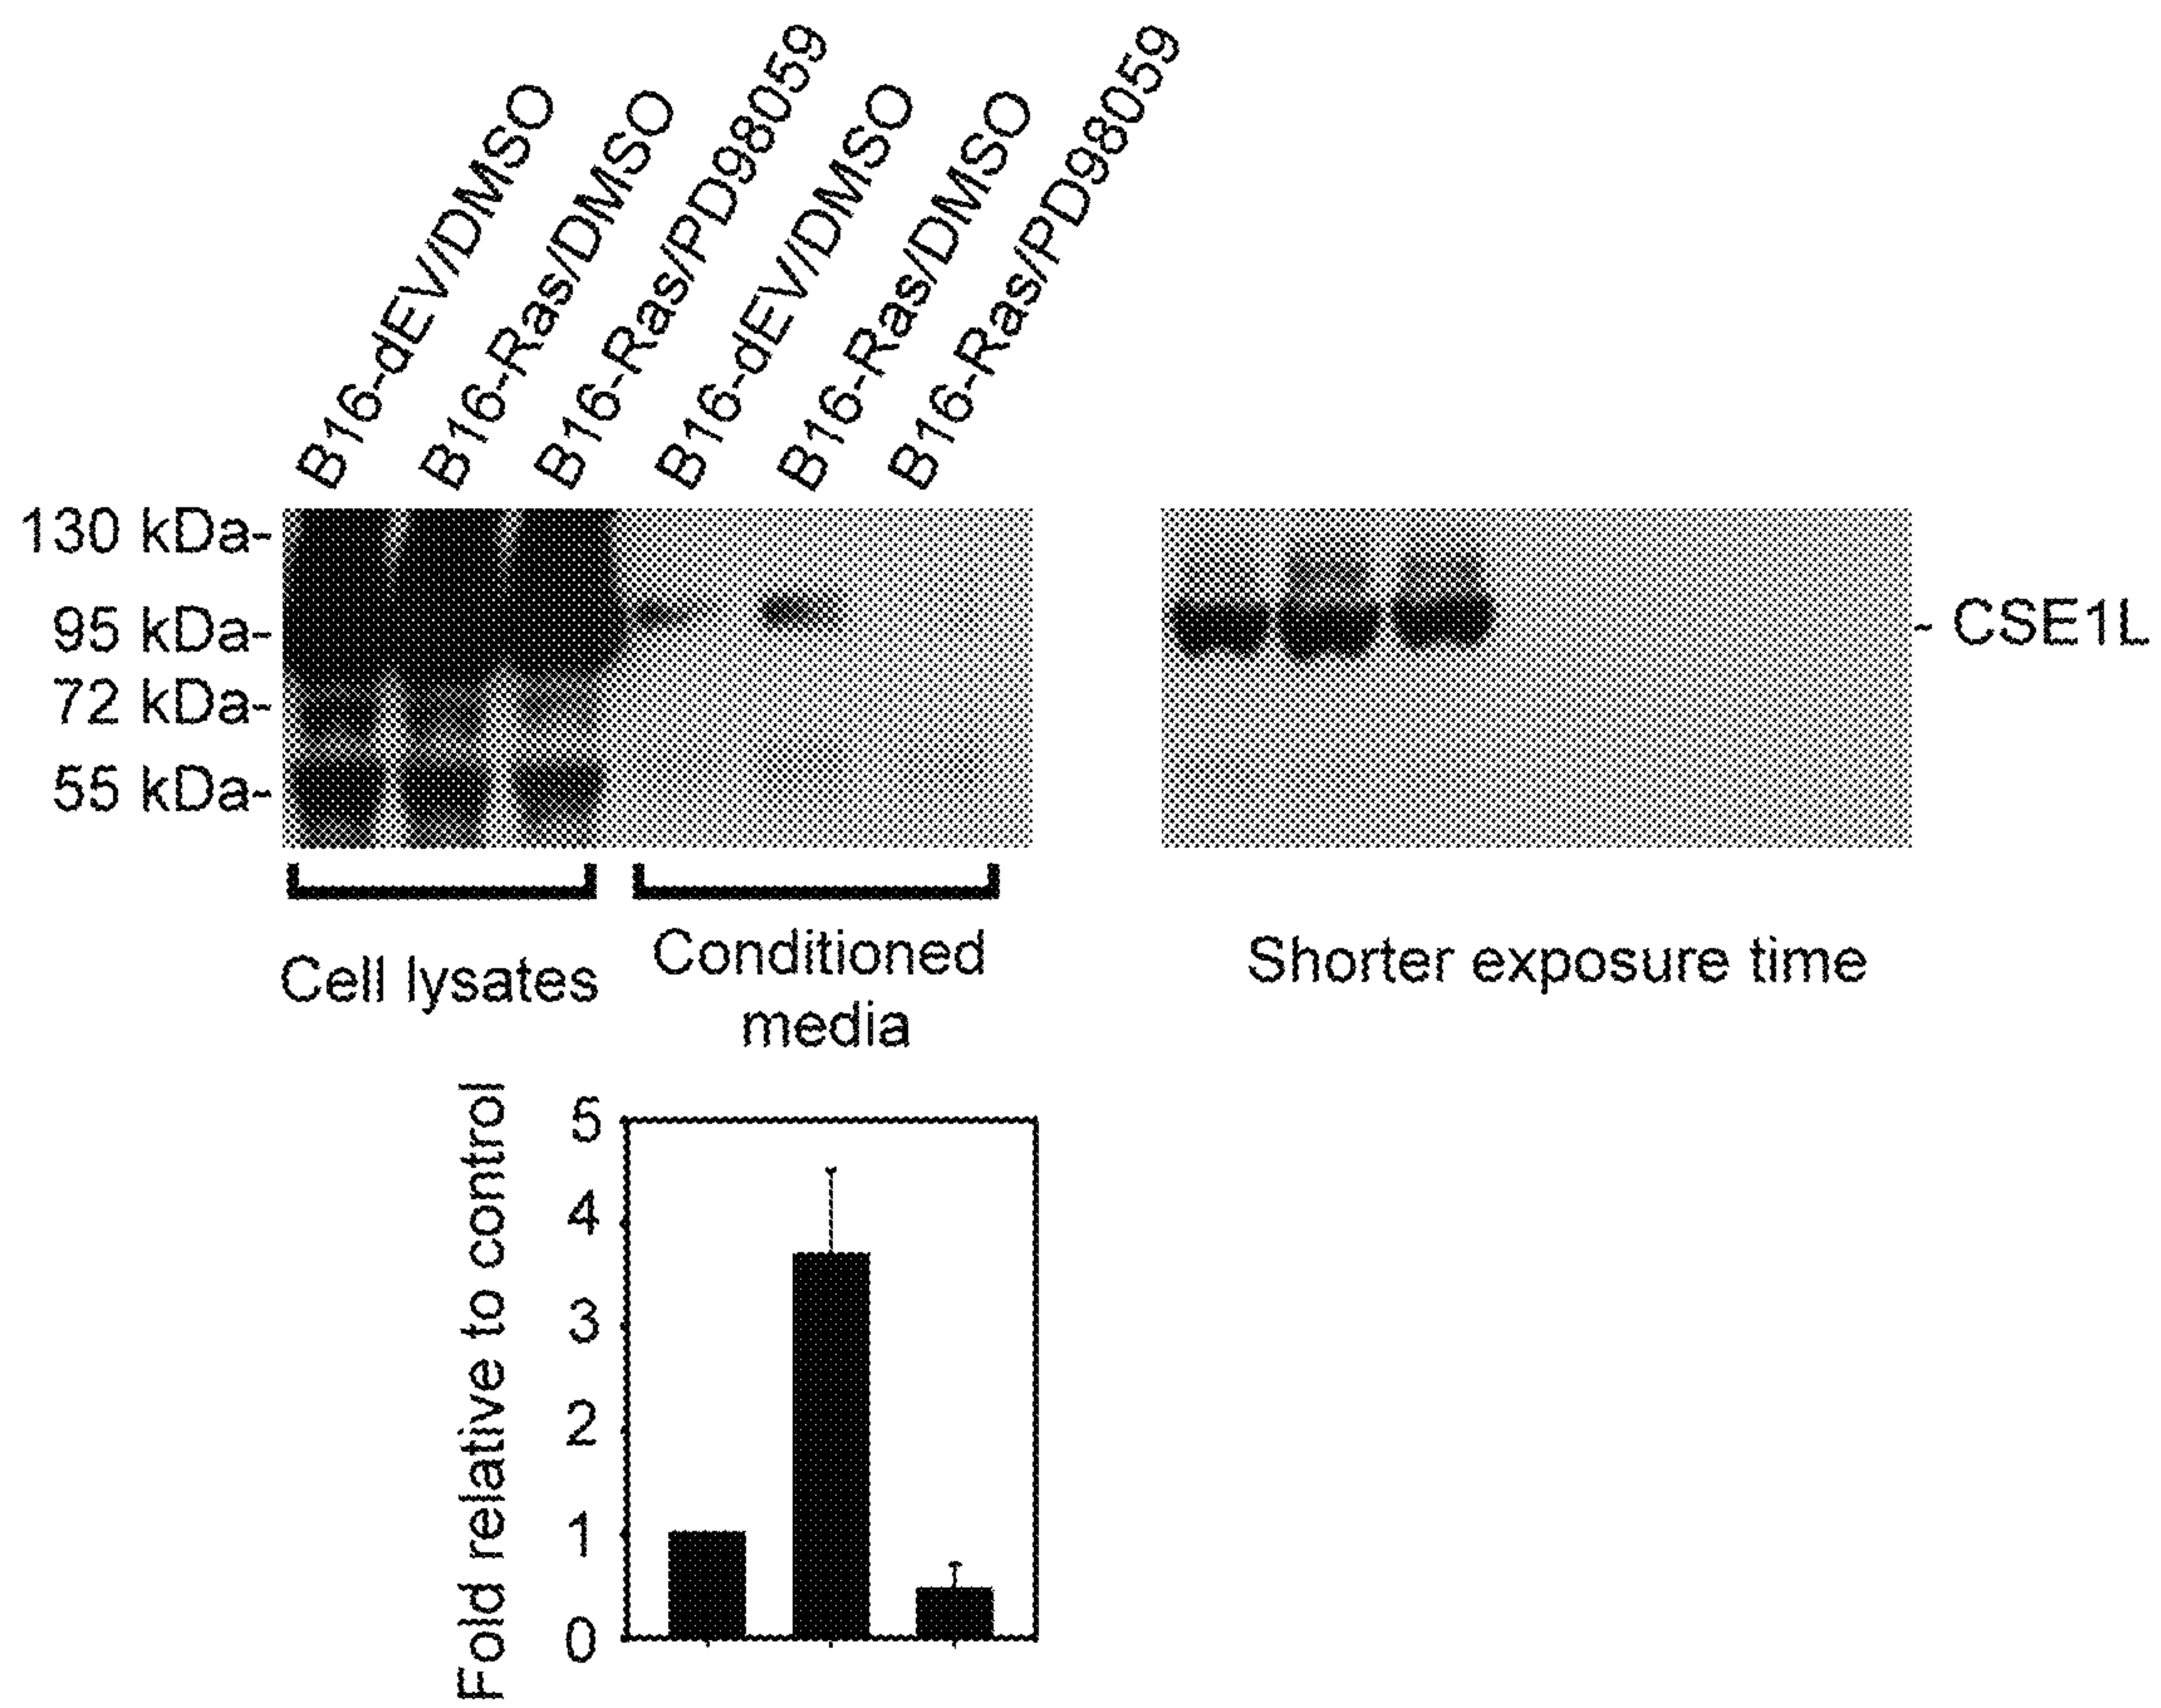 B16-dEV/DMSO
B16-Ras/DMSO
B16-Ras/PD98059
B16-dEV/DMSO
B16-Ras/DMSO
B16-Ras/PD98059
130 kDa-
95 kDa-
72 kDa-
55 kDa-
- CSE1L
Cell lysates
Conditioned
media
Shorter exposure time
Fold relative to control
5
4
3
2
1
0